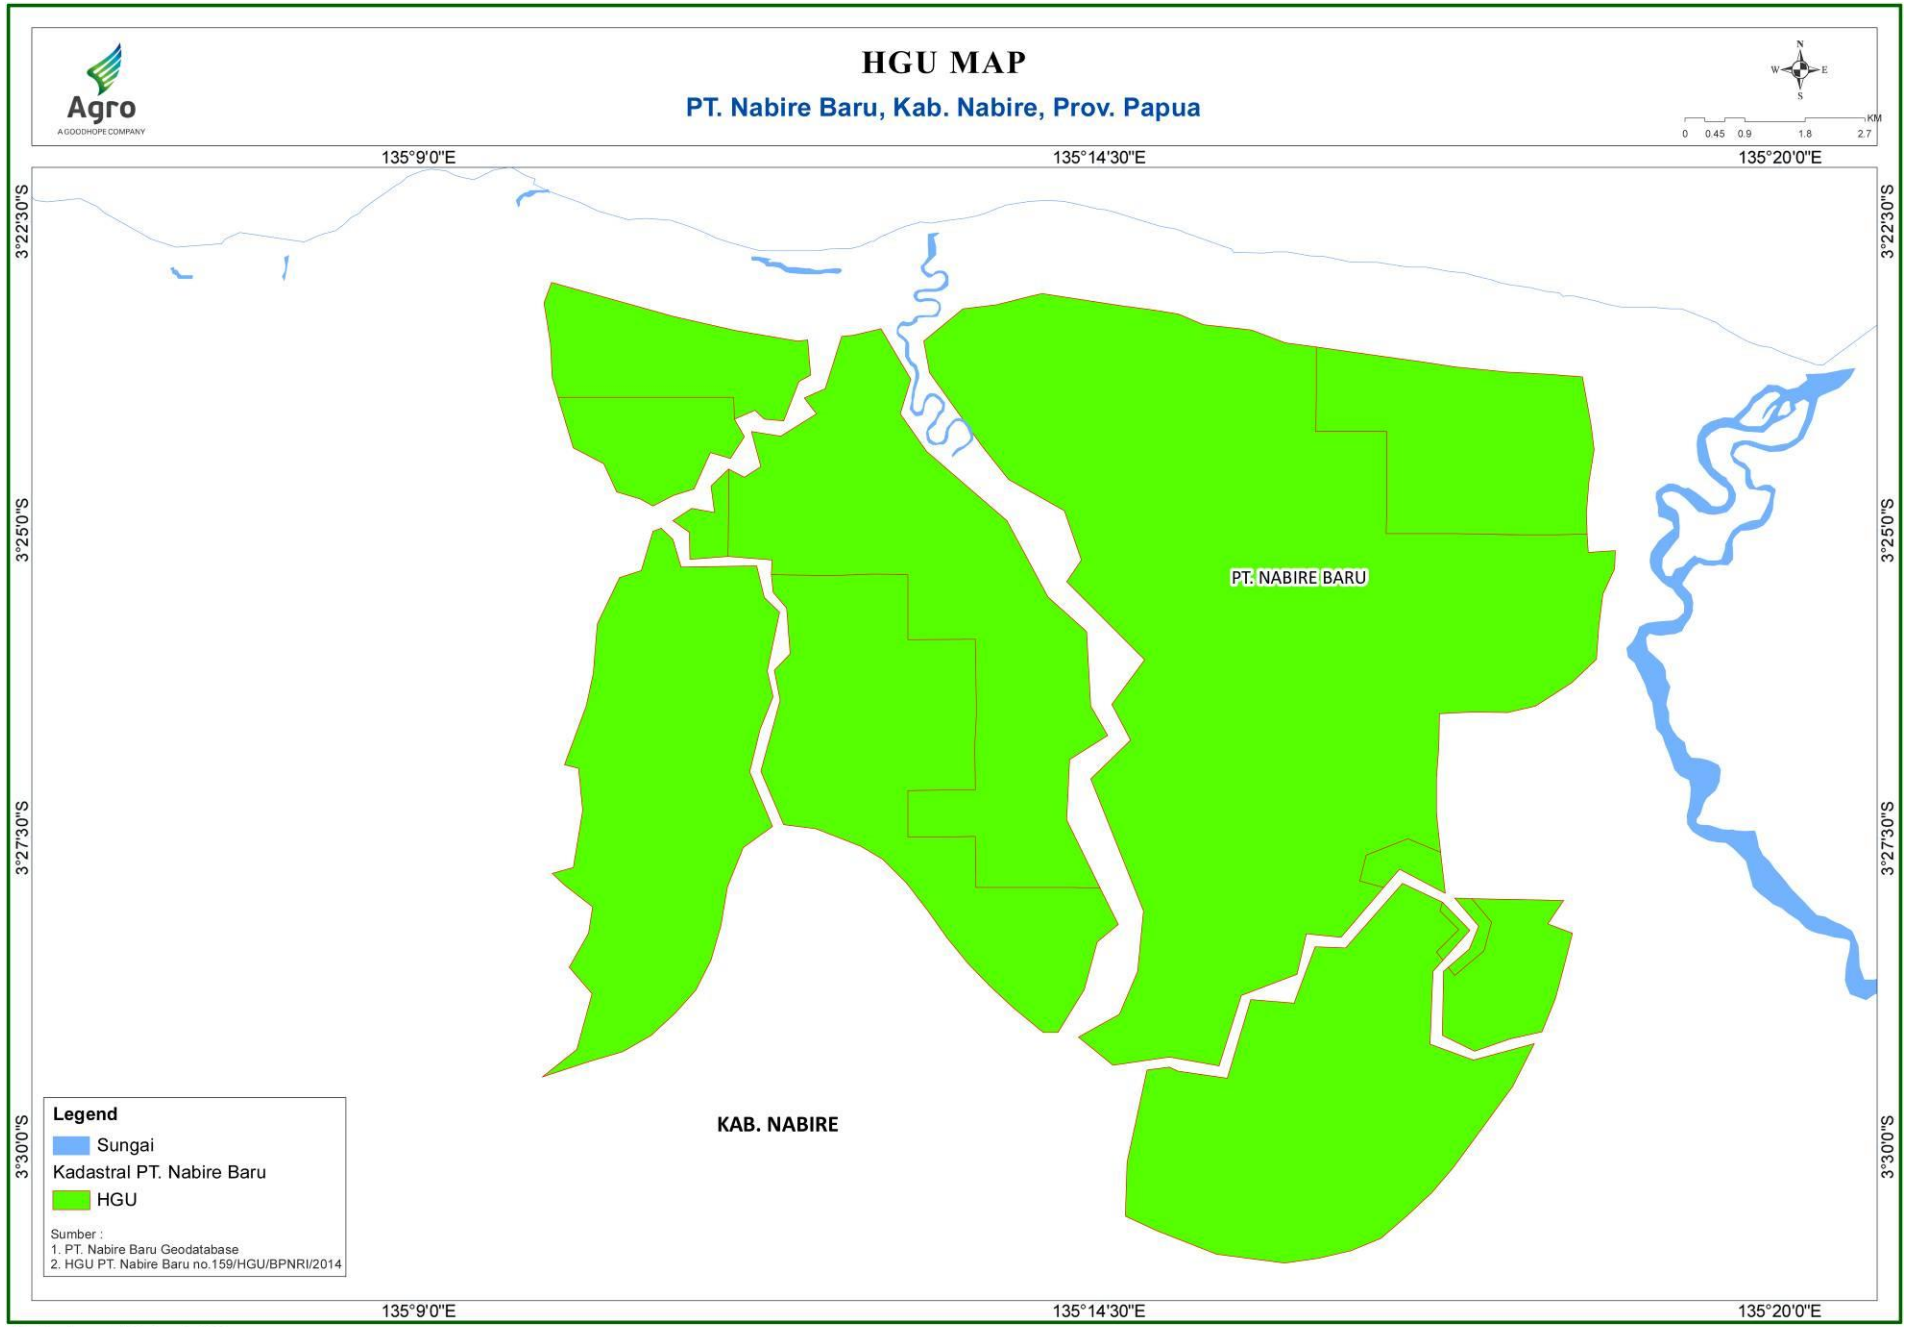 HGU MAP
PT. Nabire Baru, Kab. Nabire, Prov. Papua
Agro
A GOODHOPE COMPANY
N
W
E
S
KM
0 0.45 0.9 1.8 2.7
135°9'0"E 135°14'30"E 135°20'0"E
3°22'30"S
3°22'30"S
3°25'0"S
3°25'0"S
PT. NABIRE BARU
3°27'30"S
3°27'30"S
KAB. NABIRE
3°30'0"S
3°30'0"S
Legend
Sungai
Kadastral PT. Nabire Baru
HGU
Sumber :
1. PT. Nabire Baru Geodatabase
2. HGU PT. Nabire Baru no.159/HGU/BPNRI/2014
135°9'0"E 135°14'30"E 135°20'0"E